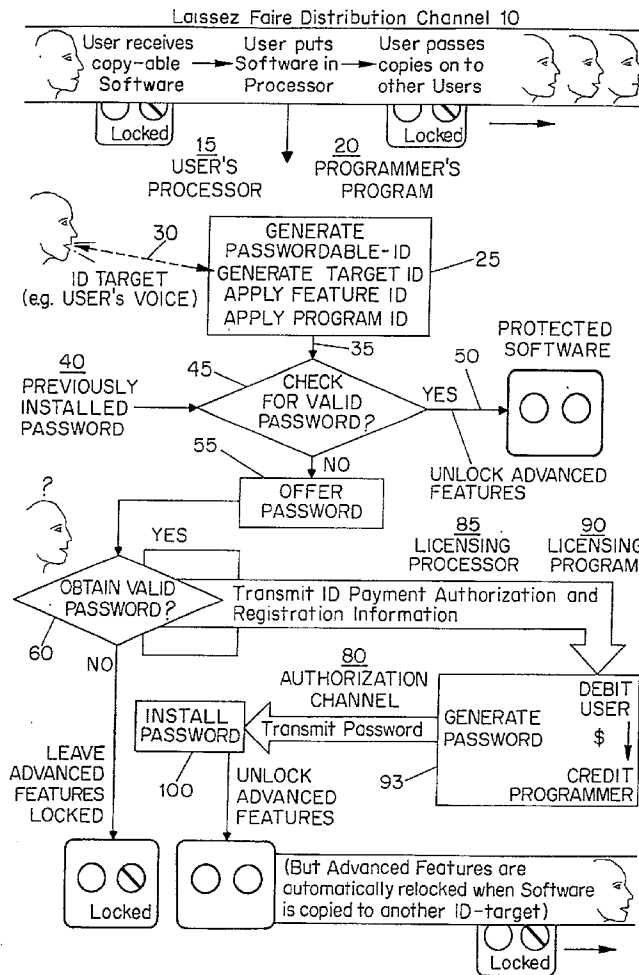 Laissez Faire Distribution Channel 10
User receives copy-able Software
User puts Software in Processor
User passes copies on to other Users
Locked
Locked
15
USER'S
PROCESSOR
20
PROGRAMMER'S
PROGRAM
30
ID TARGET
(e.g. USER's VOICE)
GENERATE
PASSWORDABLE-ID
GENERATE TARGET ID
APPLY FEATURE ID
APPLY PROGRAM ID
25
35
40
PREVIOUSLY
INSTALLED
PASSWORD
45
CHECK
FOR VALID
PASSWORD?
YES
50
PROTECTED
SOFTWARE
UNLOCK ADVANCED
FEATURES
NO
55
OFFER
PASSWORD
?
YES
85
LICENSING
PROCESSOR
90
LICENSING
PROGRAM
OBTAIN VALID
PASSWORD?
60
Transmit ID Payment Authorization and
Registration Information
NO
80
AUTHORIZATION
CHANNEL
INSTALL
PASSWORD
100
Transmit Password
GENERATE
PASSWORD
93
DEBIT
USER
$
CREDIT
PROGRAMMER
LEAVE
ADVANCED
FEATURES
LOCKED
UNLOCK
ADVANCED
FEATURES
Locked
(But Advanced Features are
automatically relocked when Software
is copied to another ID-target)
Locked